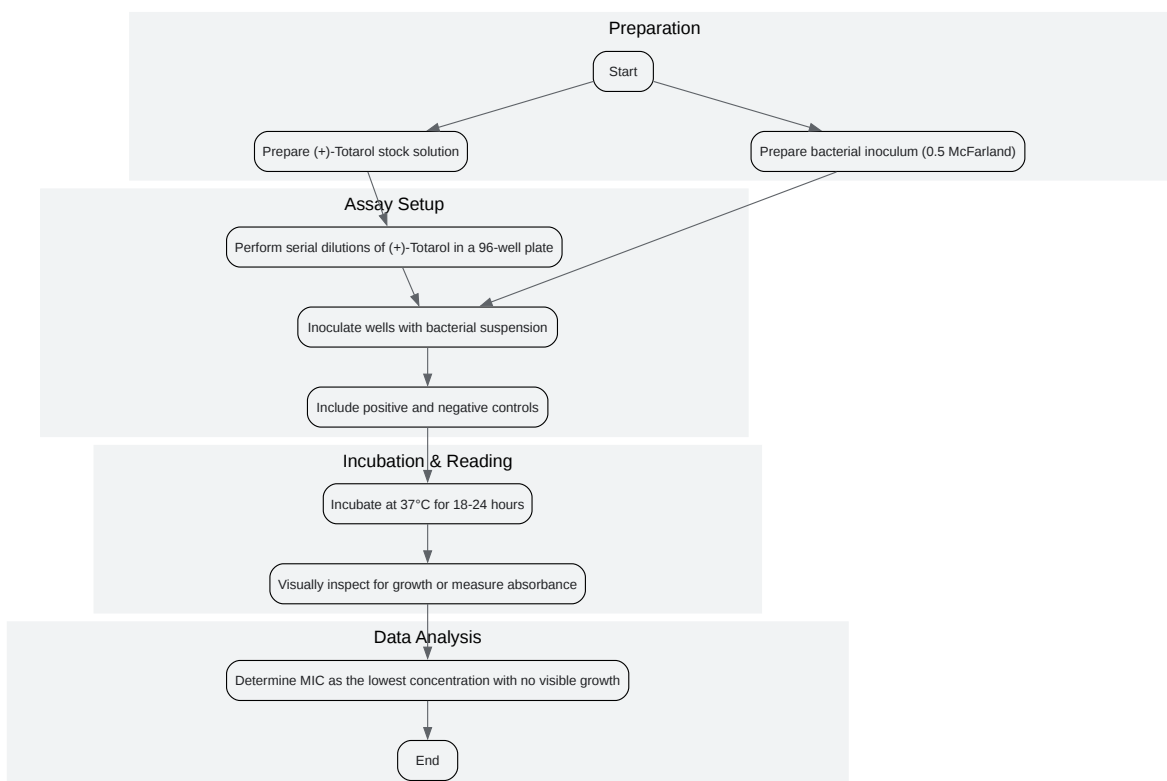 Preparation
Start
Prepare (+)-Totarol stock solution
Prepare bacterial inoculum (0.5 McFarland)
Assay Setup
Perform serial dilutions of (+)-Totarol in a 96-well plate
Inoculate wells with bacterial suspension
Include positive and negative controls
Incubation & Reading
Incubate at 37°C for 18-24 hours
Visually inspect for growth or measure absorbance
Data Analysis
Determine MIC as the lowest concentration with no visible growth
End